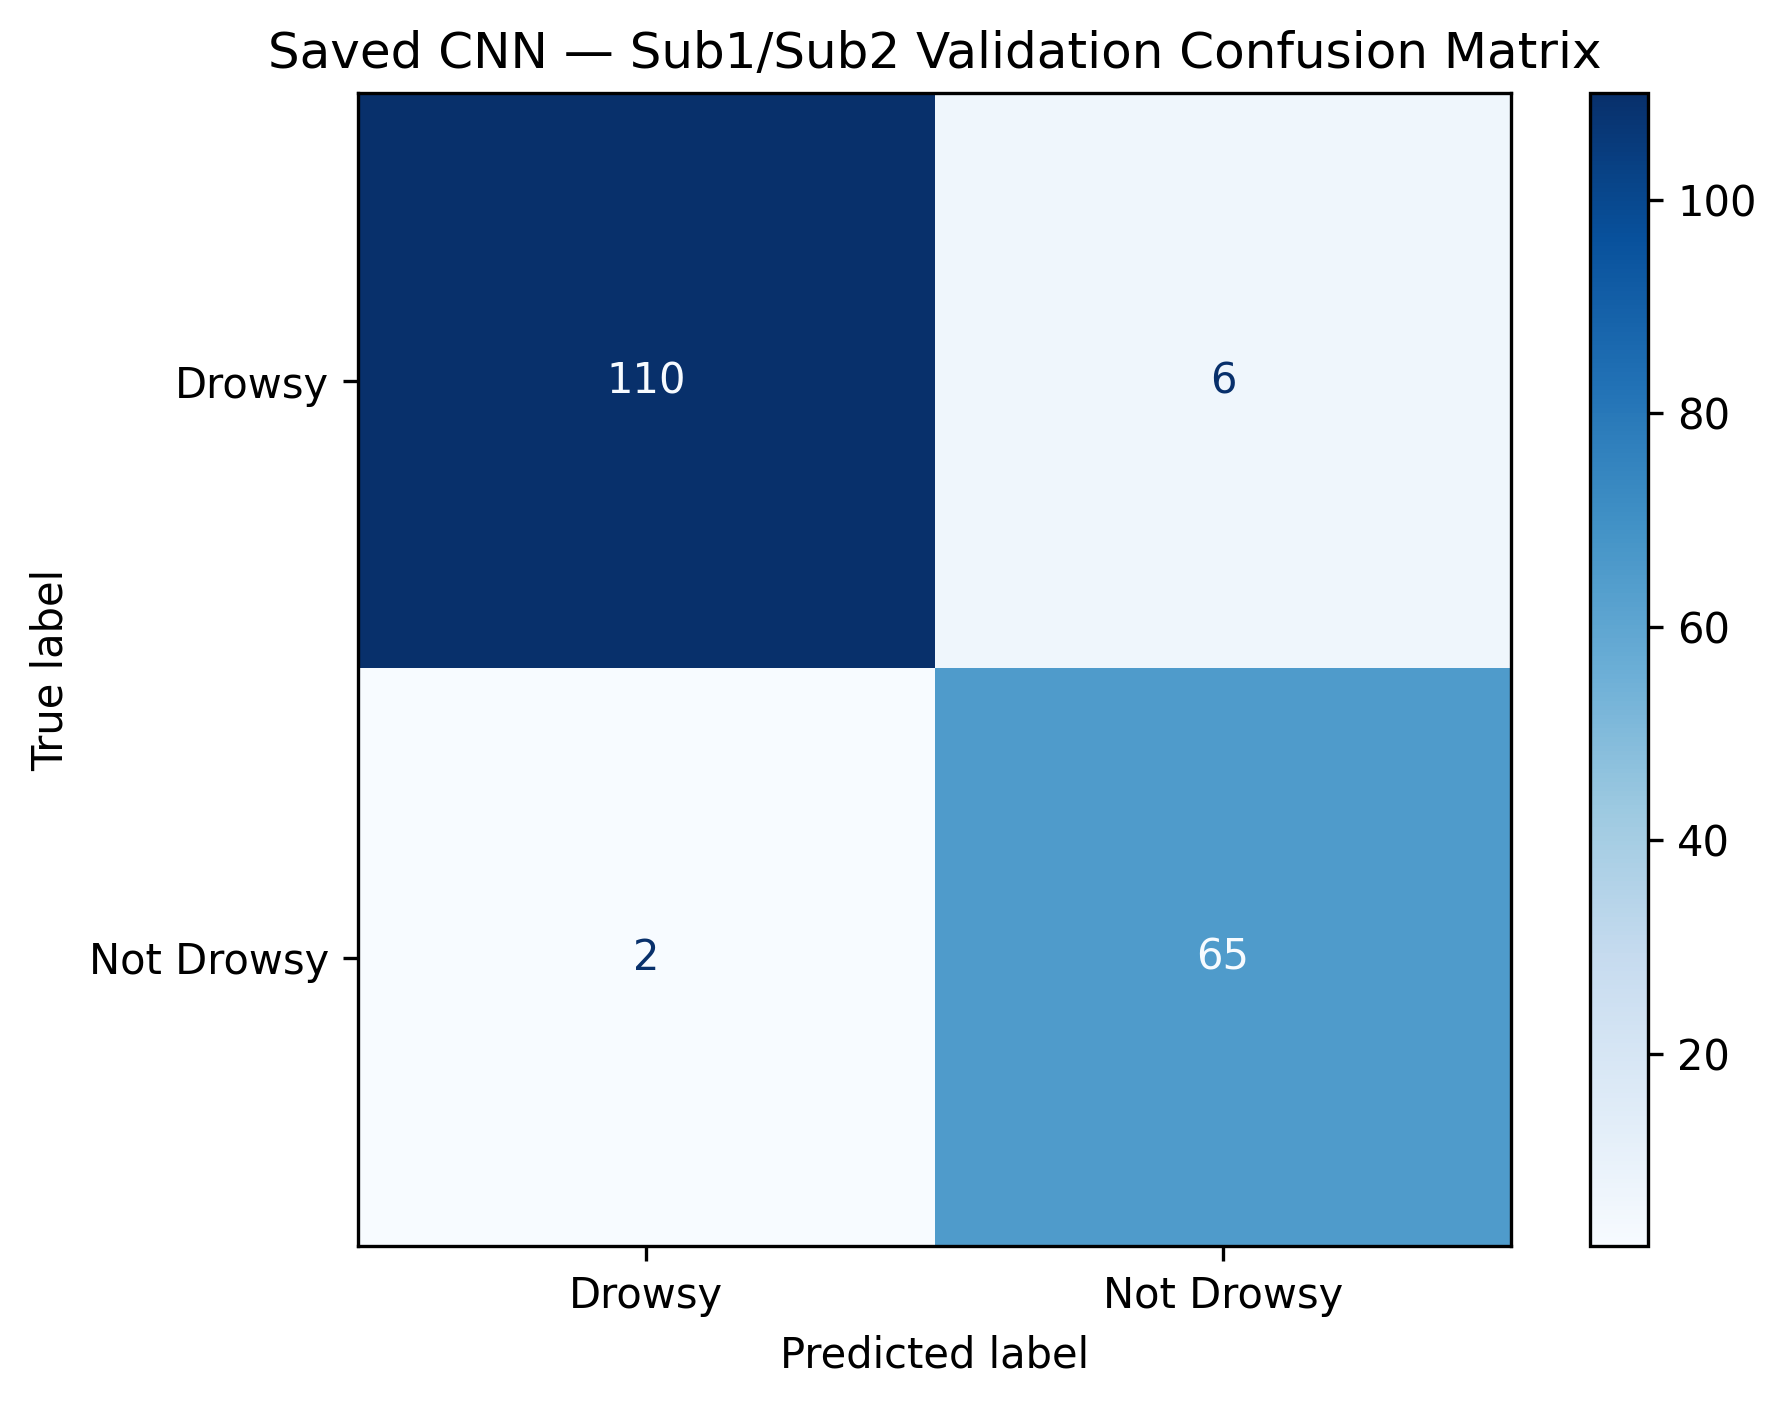 Saved CNN — Sub1/Sub2 Validation Confusion Matrix
True label
Drowsy
Not Drowsy
110
6
2
65
Drowsy
Not Drowsy
Predicted label
100
80
60
40
20